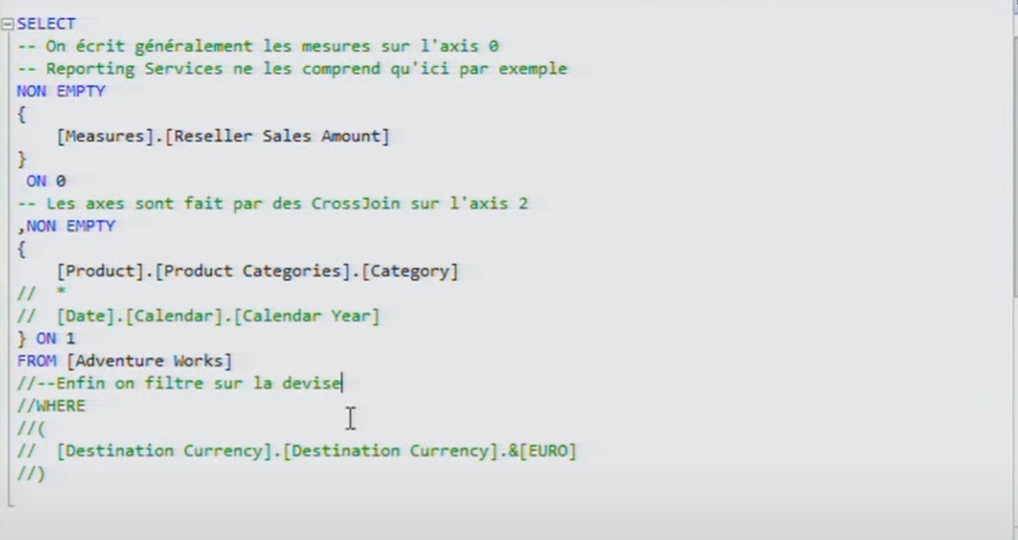 SELECT
-- On écrit généralement les mesures sur l'axis 0
-- Reporting Services ne les comprend qu'ici par exemple
NON EMPTY
{
[Measures].[Reseller Sales Amount]
}
ON 0
-- Les axes sont fait par des CrossJoin sur l'axis 2
,NON EMPTY
{
[Product].[Product Categories].[Category]
// *
// [Date].[Calendar].[Calendar Year]
} ON 1
FROM [Adventure Works]
//--Enfin on filtre sur la devise
//WHERE
//(
// [Destination Currency].[Destination Currency].&[EURO]
//)